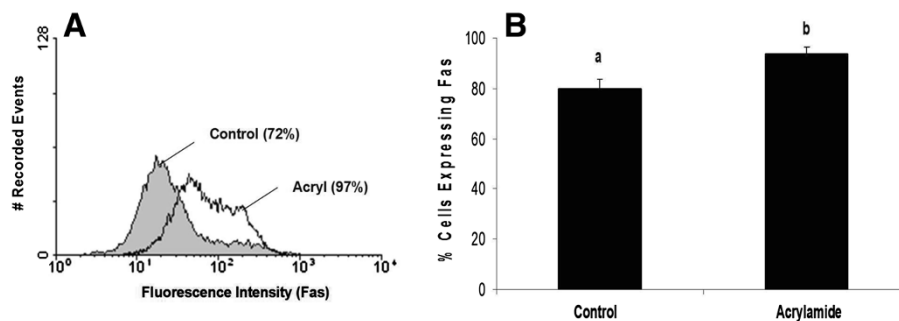 A
128
# Recorded Events
0
Control (72%)
Acryl (97%)
10⁰ 10¹ 10² 10³ 10⁴
Fluorescence Intensity (Fas)
B
% Cells Expressing Fas
100
80
60
40
20
0
a
b
Control Acrylamide